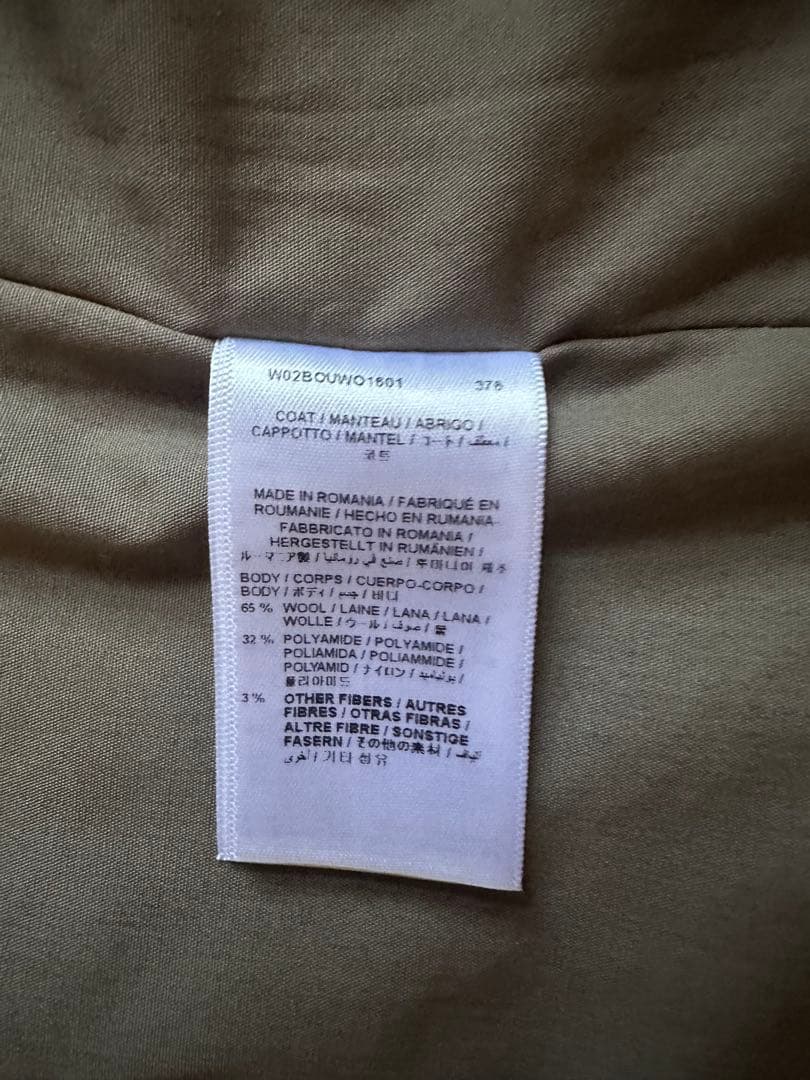 W02BOUWO1601 376
COAT / MANTEAU / ABRIGO /
CAPPOTTO / MANTEL / コート / معطف /
코트
MADE IN ROMANIA / FABRIQUÉ EN
ROUMANIE / HECHO EN RUMANIA
FABBRICATO IN ROMANIA /
HERGESTELLT IN RUMÄNIEN /
ルーマニア製 / صنع في رومانيا / 루마니아 제조
BODY / CORPS / CUERPO-CORPO /
BODY / ボディ / جسم / 바디
65 % WOOL / LAINE / LANA / LANA /
WOLLE / ウール / صوف / 울
32 % POLYAMIDE / POLYAMIDE /
POLIAMIDA / POLIAMMIDE /
POLYAMID / ナイロン / بولياميد /
폴리아미드
3 % OTHER FIBERS / AUTRES
FIBRES / OTRAS FIBRAS /
ALTRE FIBRE / SONSTIGE
FASERN / その他の素材 / ألياف
أخرى / 기타 섬유